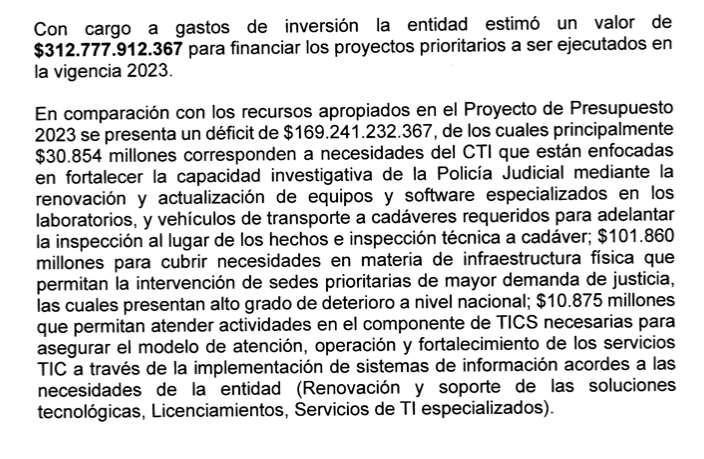 Con cargo a gastos de inversión la entidad estimó un valor de
$312.777.912.367 para financiar los proyectos prioritarios a ser ejecutados en
la vigencia 2023.
En comparación con los recursos apropiados en el Proyecto de Presupuesto
2023 se presenta un déficit de $169.241.232.367, de los cuales principalmente
$30.854 millones corresponden a necesidades del CTI que están enfocadas
en fortalecer la capacidad investigativa de la Policía Judicial mediante la
renovación y actualización de equipos y software especializados en los
laboratorios, y vehículos de transporte a cadáveres requeridos para adelantar
la inspección al lugar de los hechos e inspección técnica a cadáver; $101.860
millones para cubrir necesidades en materia de infraestructura física que
permitan la intervención de sedes prioritarias de mayor demanda de justicia,
las cuales presentan alto grado de deterioro a nivel nacional; $10.875 millones
que permitan atender actividades en el componente de TICS necesarias para
asegurar el modelo de atención, operación y fortalecimiento de los servicios
TIC a través de la implementación de sistemas de información acordes a las
necesidades de la entidad (Renovación y soporte de las soluciones
tecnológicas, Licenciamientos, Servicios de TI especializados).